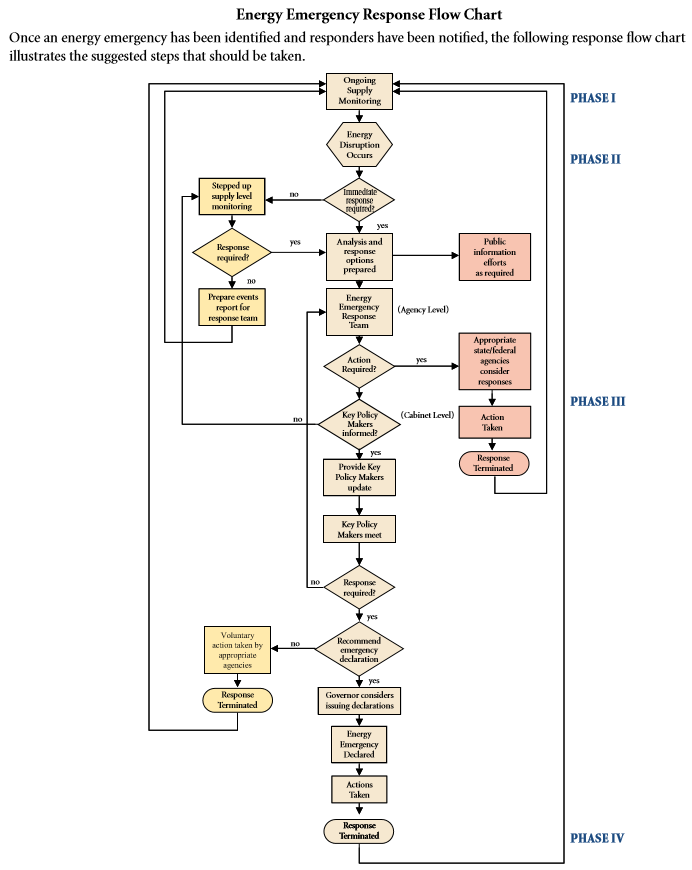 Energy Emergency Response Flow Chart
Once an energy emergency has been identified and responders have been notified, the following response flow chart
illustrates the suggested steps that should be taken.
Ongoing
Supply
Monitoring
PHASE I
Energy
Disruption
Occurs
PHASE II
Immediate
response
required?
no
yes
Stepped up
supply level
monitoring
Response
required?
yes
no
Analysis and
response
options
prepared
Public
information
efforts
as required
Prepare events
report for
response team
Energy
Emergency
Response
Team
(Agency Level)
Action
Required?
yes
Appropriate
state/federal
agencies
consider
responses
PHASE III
Key Policy
Makers
informed?
(Cabinet Level)
no
yes
Action
Taken
Response
Terminated
Provide Key
Policy Makers
update
Key Policy
Makers meet
Response
required?
no
yes
Recommend
emergency
declaration
no
yes
Voluntary
action taken by
appropriate
agencies
Response
Terminated
Governor considers
issuing declarations
Energy
Emergency
Declared
Actions
Taken
Response
Terminated
PHASE IV